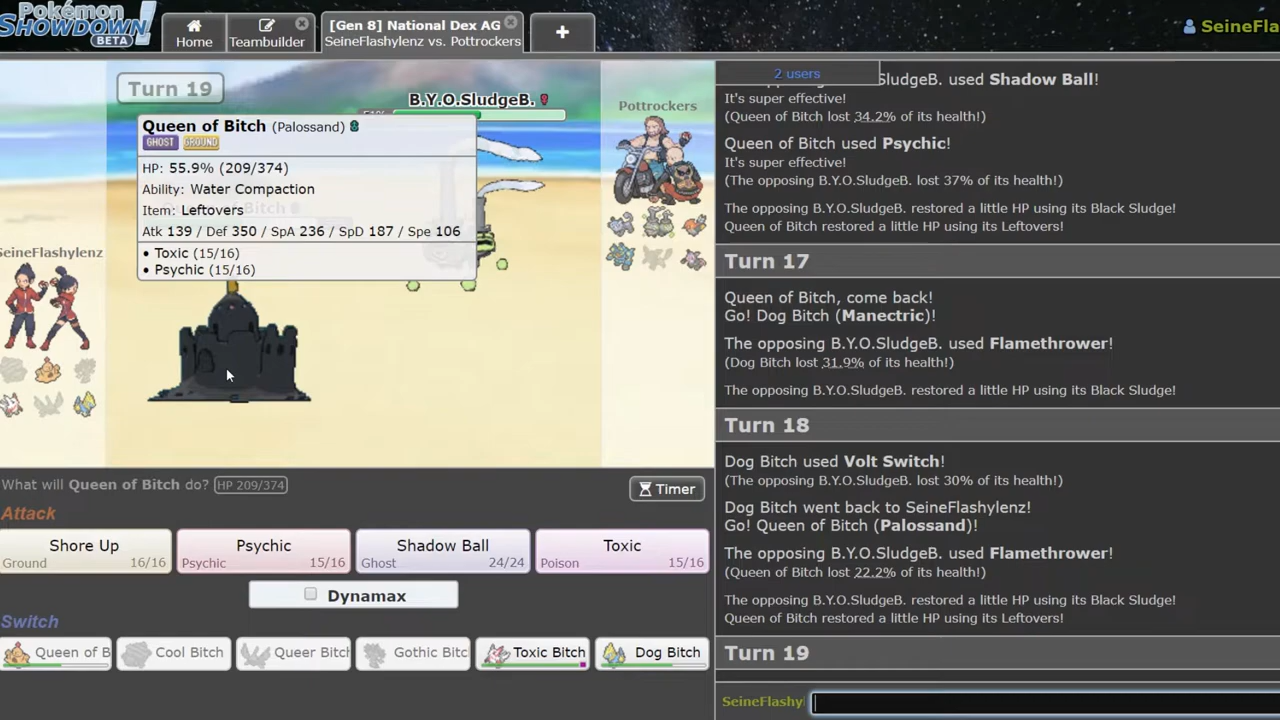 Pokémon
SHOWDOWN!
BETA
Home
Teambuilder
[Gen 8] National Dex AG
SeineFlashylenz vs. Pottrockers
SeineFla
Turn 19
B.Y.O.SludgeB.
Queen of Bitch (Palossand)
GHOST GROUND
HP: 55.9% (209/374)
Ability: Water Compaction
Item: Leftovers
Atk 139 / Def 350 / SpA 236 / SpD 187 / Spe 106
• Toxic (15/16)
• Psychic (15/16)
Pottrockers
SeineFlashylenz
What will Queen of Bitch do? HP 209/374
Timer
Attack
Shore Up
Ground 16/16
Psychic
Psychic 15/16
Shadow Ball
Ghost 24/24
Toxic
Poison 15/16
Dynamax
Switch
Queen of B
Cool Bitch
Queer Bitch
Gothic Bitc
Toxic Bitch
Dog Bitch
2 users
SludgeB. used Shadow Ball!
It's super effective!
(Queen of Bitch lost 34.2% of its health!)
Queen of Bitch used Psychic!
It's super effective!
(The opposing B.Y.O.SludgeB. lost 37% of its health!)
The opposing B.Y.O.SludgeB. restored a little HP using its Black Sludge!
Queen of Bitch restored a little HP using its Leftovers!
Turn 17
Queen of Bitch, come back!
Go! Dog Bitch (Manectric)!
The opposing B.Y.O.SludgeB. used Flamethrower!
(Dog Bitch lost 31.9% of its health!)
The opposing B.Y.O.SludgeB. restored a little HP using its Black Sludge!
Turn 18
Dog Bitch used Volt Switch!
(The opposing B.Y.O.SludgeB. lost 30% of its health!)
Dog Bitch went back to SeineFlashylenz!
Go! Queen of Bitch (Palossand)!
The opposing B.Y.O.SludgeB. used Flamethrower!
(Queen of Bitch lost 22.2% of its health!)
The opposing B.Y.O.SludgeB. restored a little HP using its Black Sludge!
Queen of Bitch restored a little HP using its Leftovers!
Turn 19
SeineFlashy